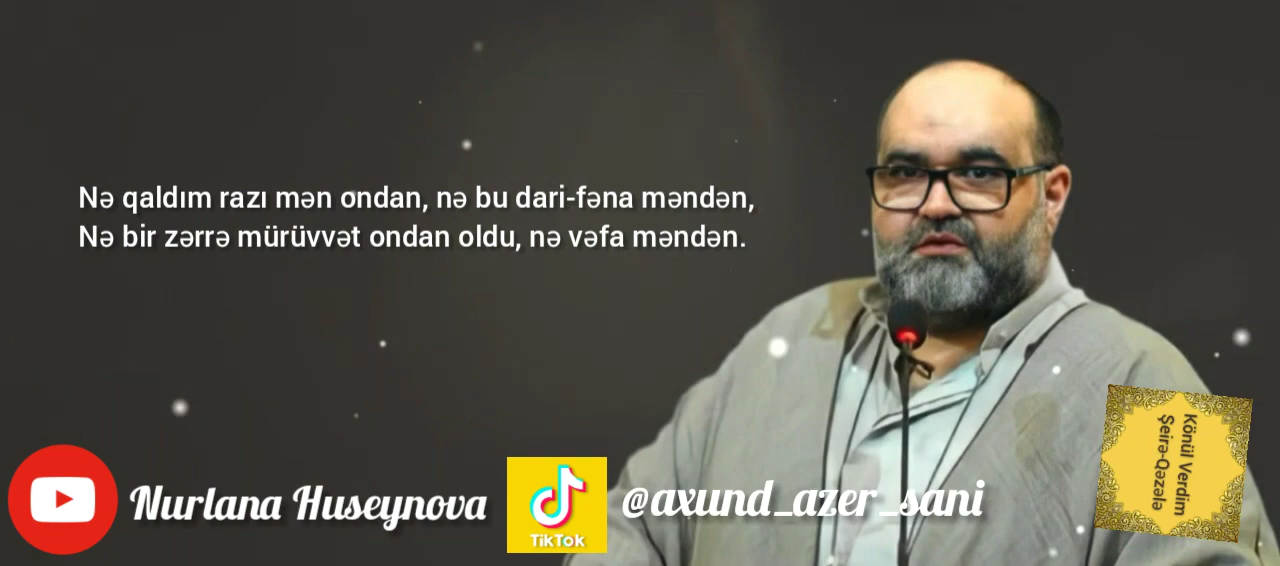 Nə qaldım razı mən ondan, nə bu dari-fəna məndən,
Nə bir zərrə mürüvvət ondan oldu, nə vəfa məndən.
Nurlana Huseynova
TikTok
@axund_azer_sani
Könül Verdim
Şeirə-Qəzələ